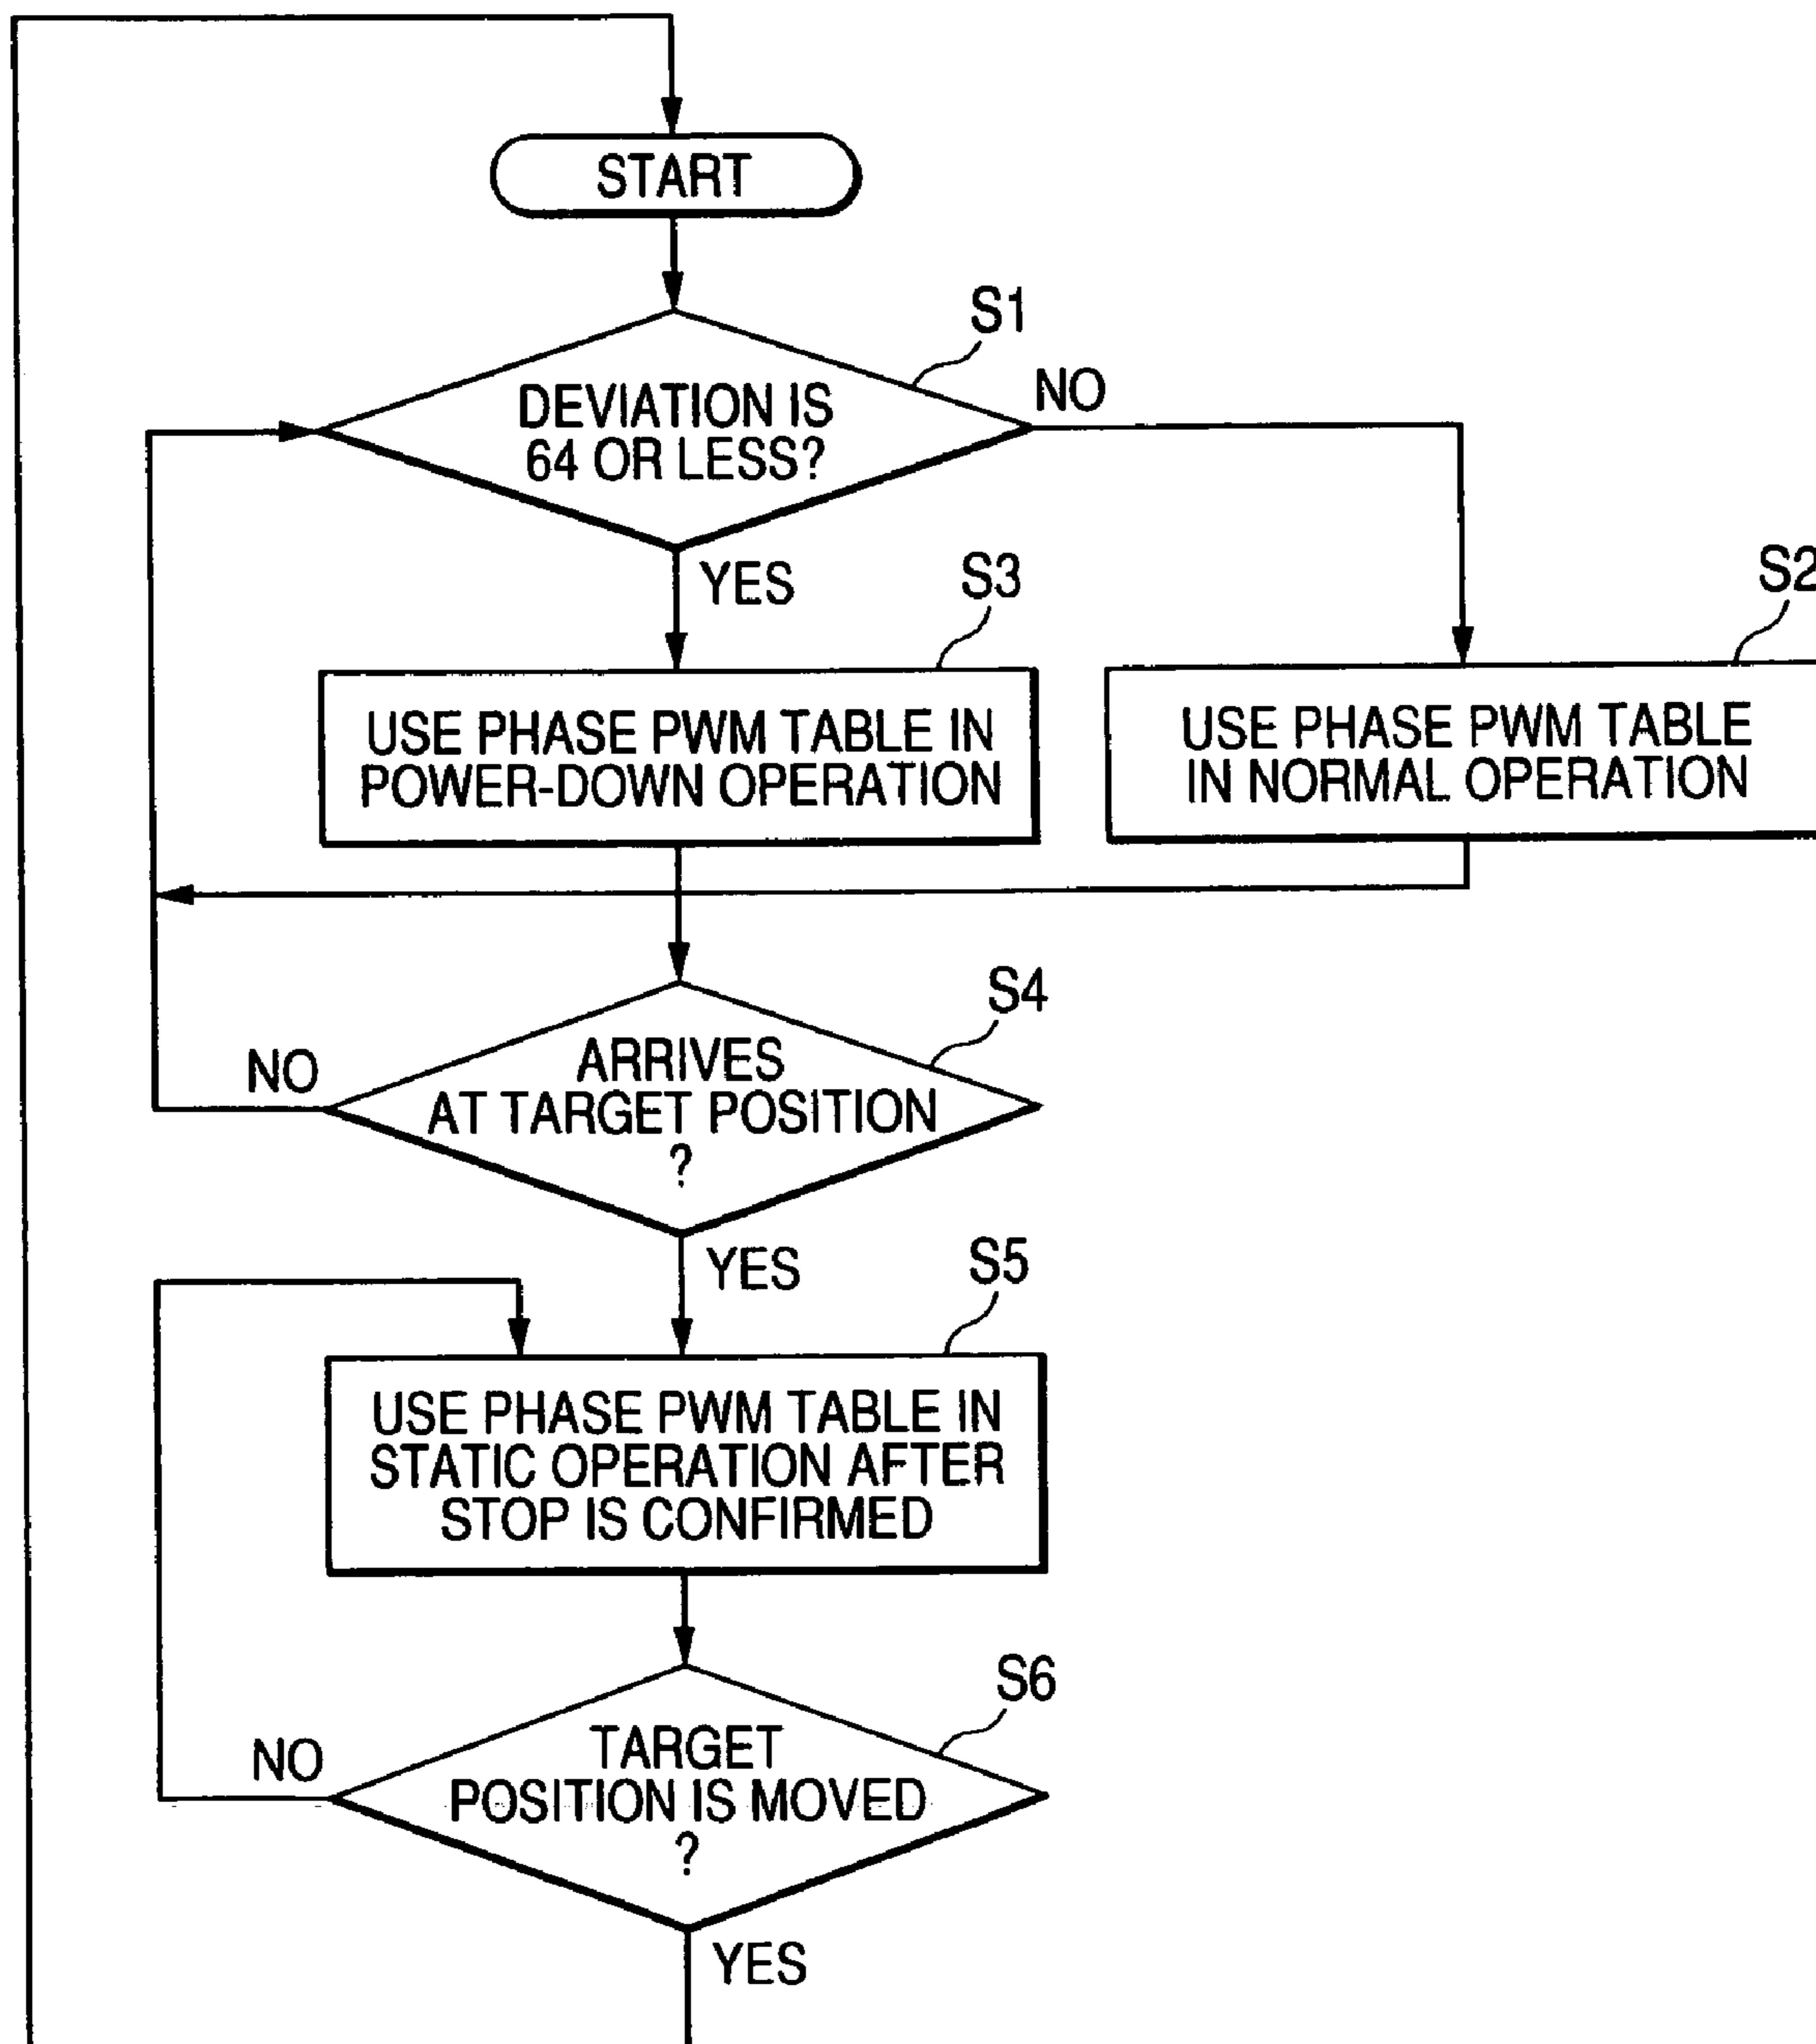 START
S1
DEVIATION IS
64 OR LESS?
NO
YES
S3
S2
USE PHASE PWM TABLE IN
POWER-DOWN OPERATION
USE PHASE PWM TABLE
IN NORMAL OPERATION
S4
ARRIVES
AT TARGET POSITION
?
NO
YES
S5
USE PHASE PWM TABLE IN
STATIC OPERATION AFTER
STOP IS CONFIRMED
S6
TARGET
POSITION IS MOVED
?
NO
YES